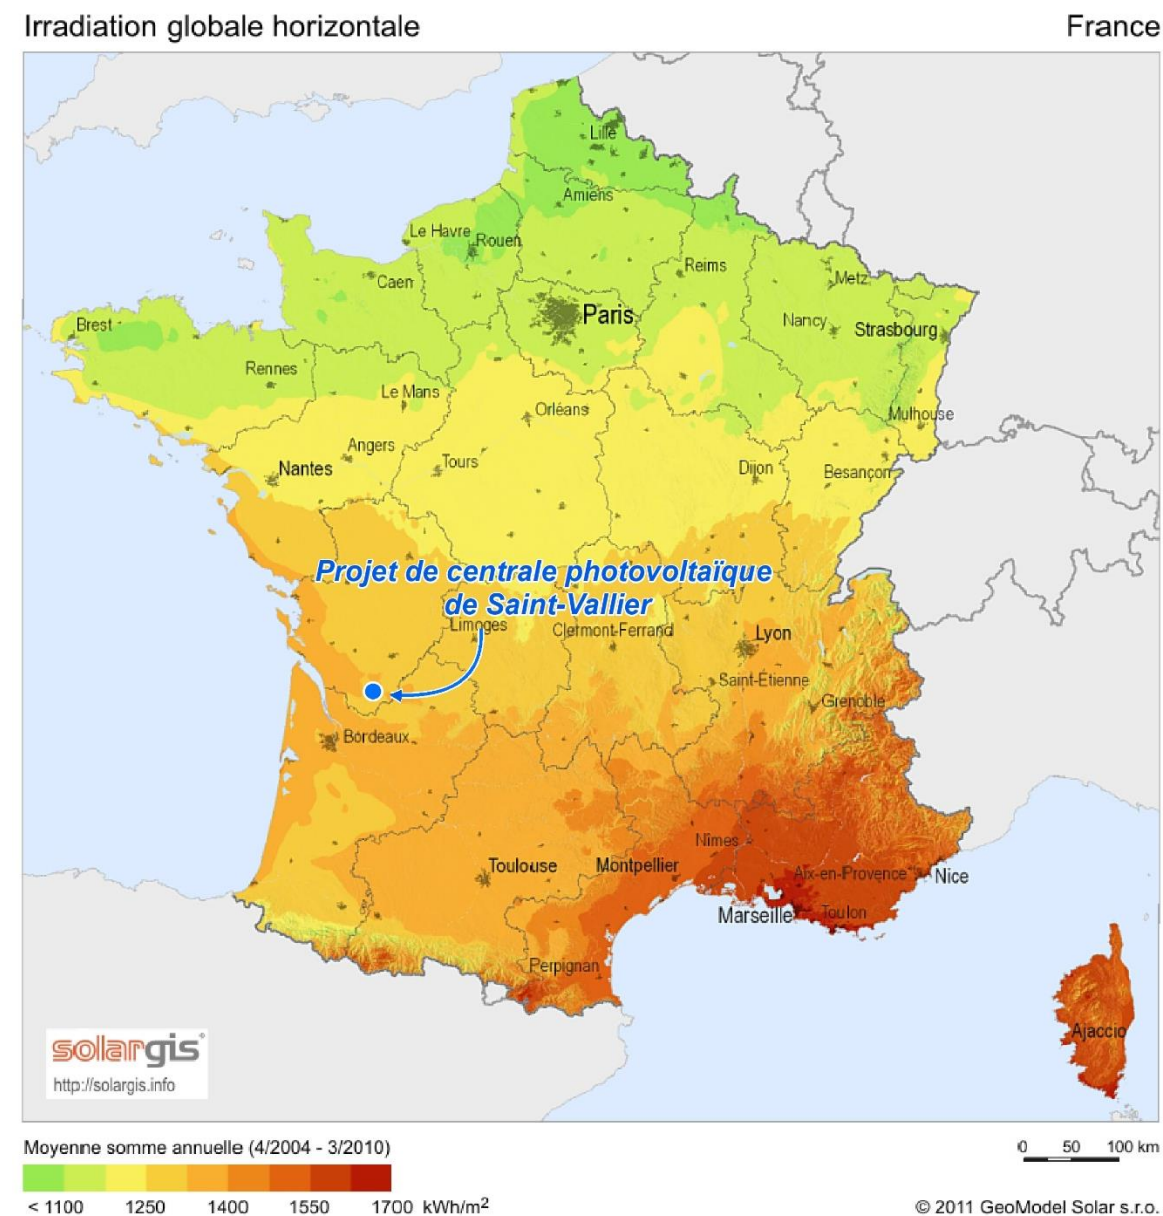 Irradiation globale horizontale
France
Lille
Amiens
Le Havre
Rouen
Caen
Reims
Metz
Paris
Nancy
Strasbourg
Brest
Rennes
Le Mans
Orléans
Mulhouse
Angers
Nantes
Tours
Dijon
Besançon
Projet de centrale photovoltaïque
de Saint-Vallier
Limoges
Clermont-Ferrand
Lyon
Saint-Étienne
Grenoble
Bordeaux
Nîmes
Toulouse
Montpellier
Aix-en-Provence
Nice
Marseille
Toulon
Perpignan
Ajaccio
solargis
http://solargis.info
Moyenne somme annuelle (4/2004 - 3/2010)
0 50 100 km
< 1100 1250 1400 1550 1700 kWh/m²
© 2011 GeoModel Solar s.r.o.